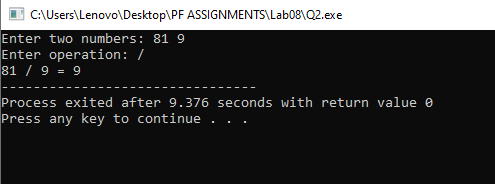 C:\Users\Lenovo\Desktop\PF ASSIGNMENTS\Lab08\Q2.exe
Enter two numbers: 81 9
Enter operation: /
81 / 9 = 9
--------------------------------
Process exited after 9.376 seconds with return value 0
Press any key to continue . . .